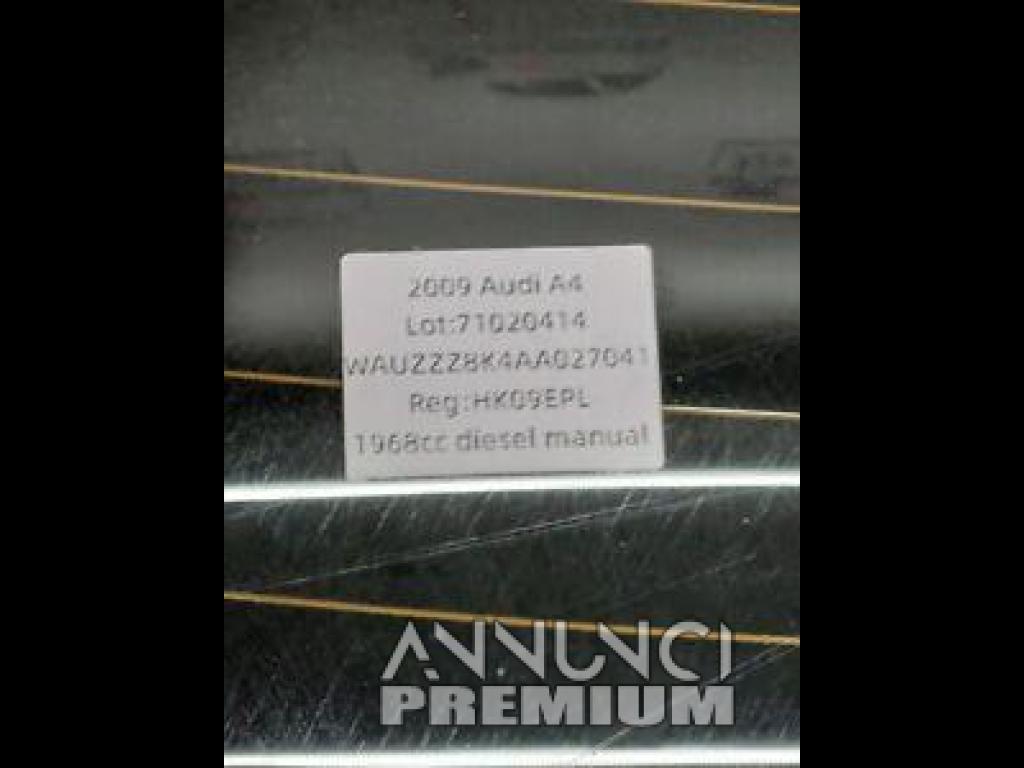 2009 Audi A4
Lot:71020414
WAUZZZ8K4AA027041
Reg:HK09EPL
1968cc diesel manual
ANNUNCI
PREMIUM